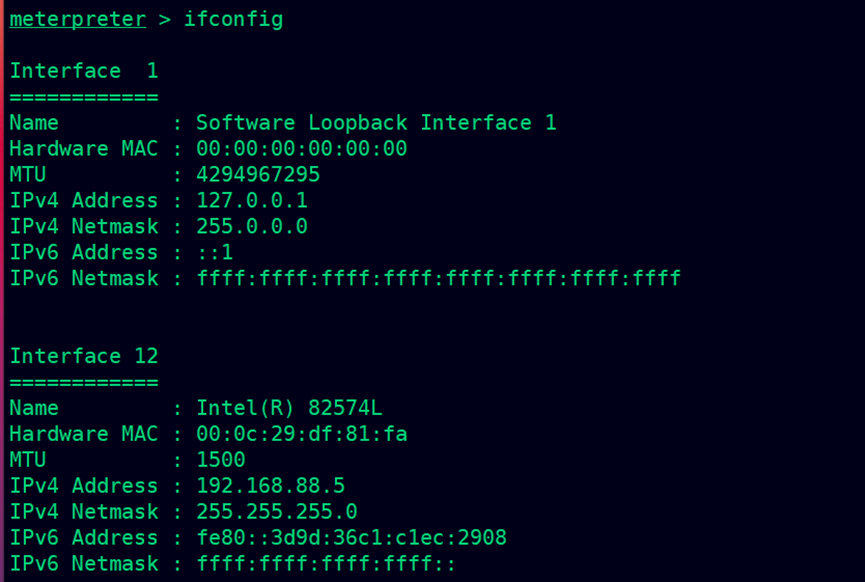 meterpreter > ifconfig
Interface  1
============
Name         : Software Loopback Interface 1
Hardware MAC : 00:00:00:00:00:00
MTU          : 4294967295
IPv4 Address : 127.0.0.1
IPv4 Netmask : 255.0.0.0
IPv6 Address : ::1
IPv6 Netmask : ffff:ffff:ffff:ffff:ffff:ffff:ffff:ffff
Interface 12
============
Name         : Intel(R) 82574L
Hardware MAC : 00:0c:29:df:81:fa
MTU          : 1500
IPv4 Address : 192.168.88.5
IPv4 Netmask : 255.255.255.0
IPv6 Address : fe80::3d9d:36c1:c1ec:2908
IPv6 Netmask : ffff:ffff:ffff:ffff::